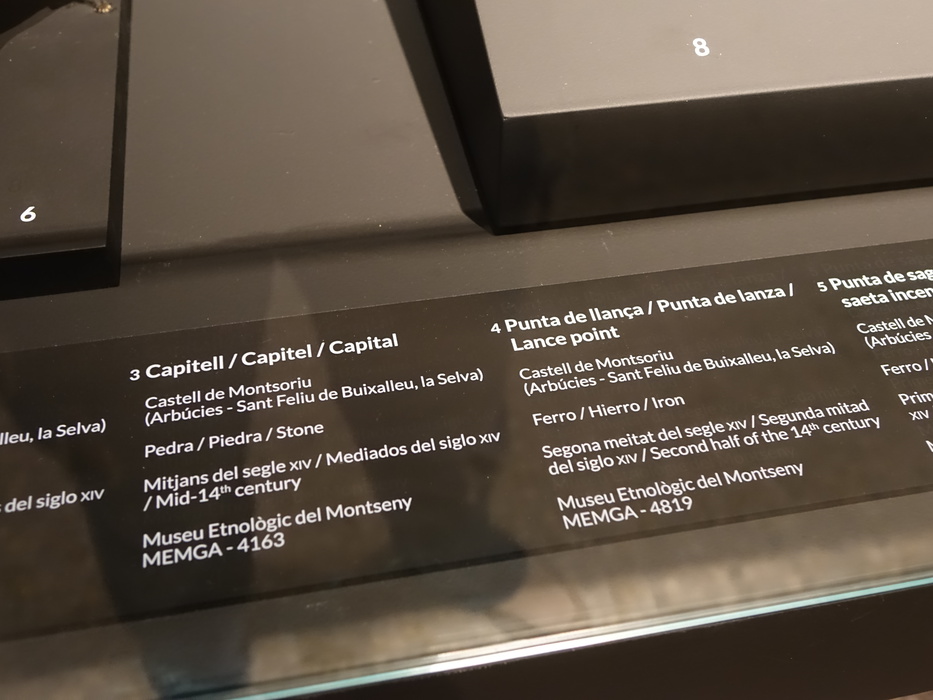 6
8
lleu, la Selva)
s del siglo XIV
3 Capitell / Capitel / Capital
Castell de Montsoriu
(Arbúcies - Sant Feliu de Buixalleu, la Selva)
Pedra / Piedra / Stone
Mitjans del segle XIV / Mediados del siglo XIV
/ Mid-14th century
Museu Etnològic del Montseny
MEMGA - 4163
4 Punta de llança / Punta de lanza /
Lance point
Castell de Montsoriu
(Arbúcies - Sant Feliu de Buixalleu, la Selva)
Ferro / Hierro / Iron
Segona meitat del segle XIV / Segunda mitad
del siglo XIV / Second half of the 14th century
Museu Etnològic del Montseny
MEMGA - 4819
5 Punta de sag
saeta incen
Castell de M
(Arbúcies
Ferro /
Prim
XIV